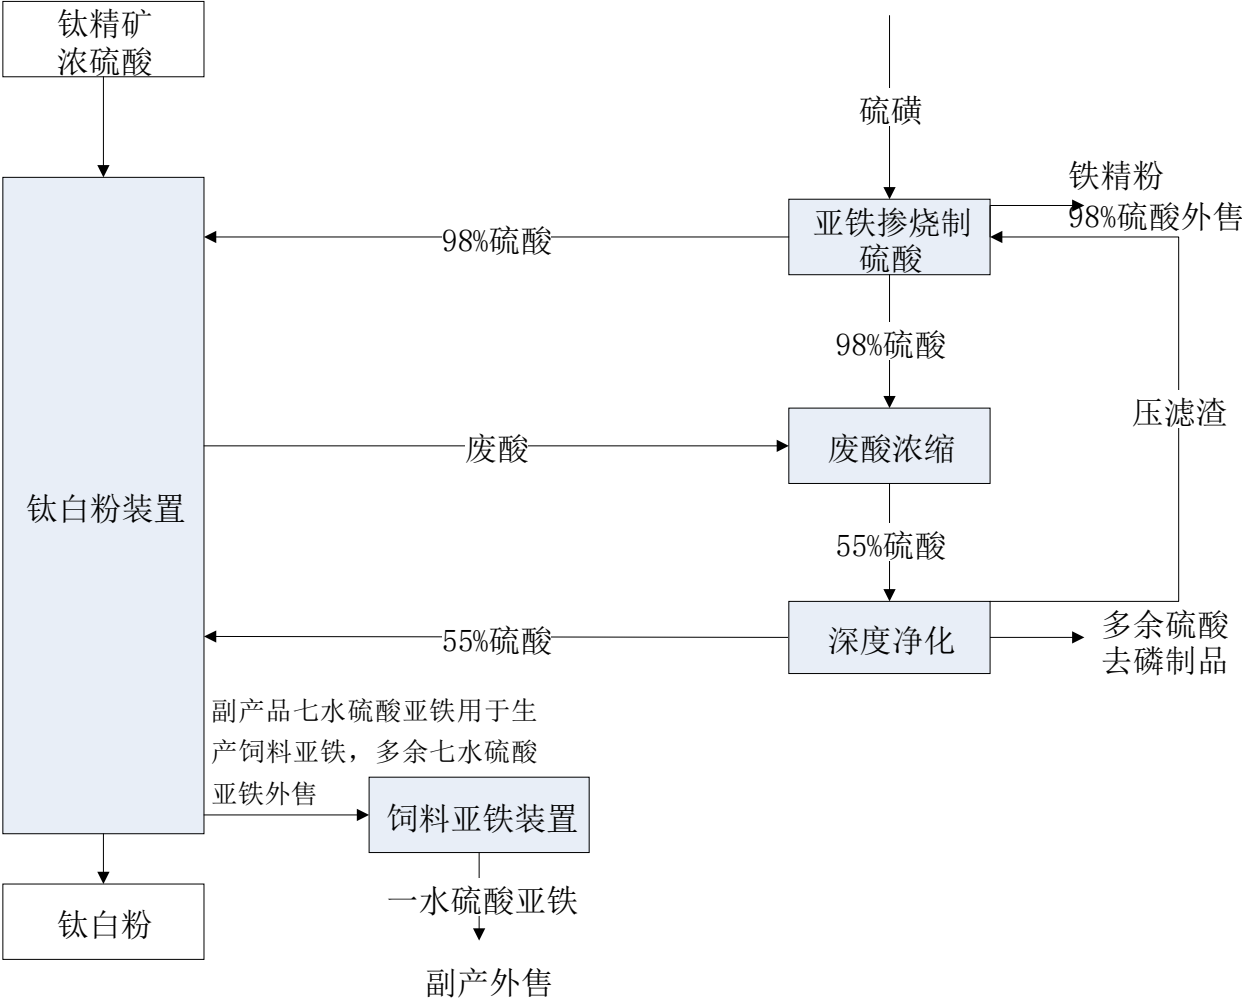 钛精矿
浓硫酸
硫磺
铁精粉
98%硫酸外售
亚铁掺烧制
硫酸
98%硫酸
98%硫酸
压滤渣
废酸
废酸浓缩
钛白粉装置
55%硫酸
55%硫酸
深度净化
多余硫酸
去磷制品
副产品七水硫酸亚铁用于生
产饲料亚铁，多余七水硫酸
亚铁外售
饲料亚铁装置
一水硫酸亚铁
钛白粉
副产外售